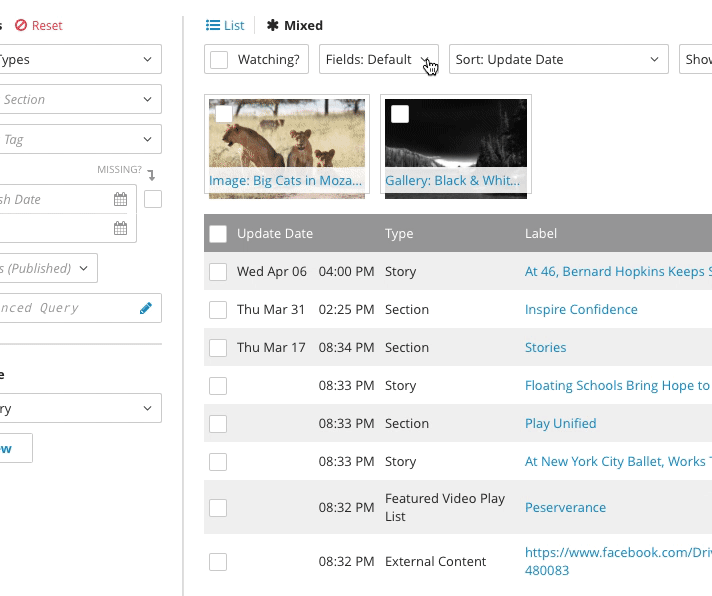 s Reset
List
Mixed
Types
Watching?
Fields: Default
Sort: Update Date
Show
Section
Tag
MISSING?
sh Date
s (Published)
nced Query
e
ry
ew
Image: Big Cats in Moza...
Gallery: Black & Whit...
Update Date Type Label
Wed Apr 06 04:00 PM Story At 46, Bernard Hopkins Keeps S
Thu Mar 31 02:25 PM Section Inspire Confidence
Thu Mar 17 08:34 PM Section Stories
08:33 PM Story Floating Schools Bring Hope to
08:33 PM Section Play Unified
08:33 PM Story At New York City Ballet, Works T
08:32 PM Featured Video Play List Peserverance
08:32 PM External Content https://www.facebook.com/Driv
480083